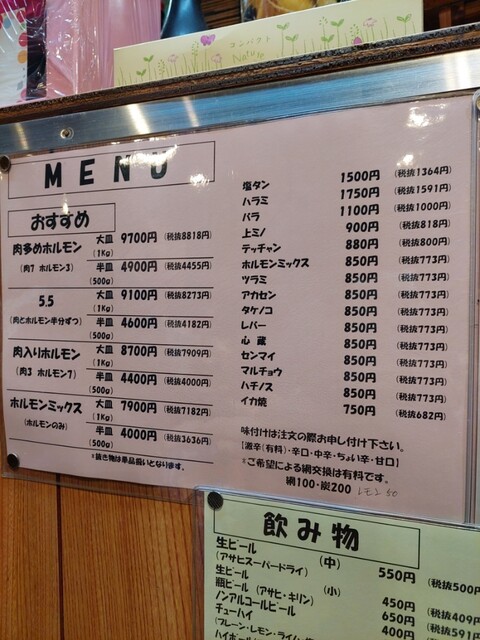 コンパクト
Natu
MENU
おすすめ
肉多めホルモン 大皿 9700円 (税抜8818円)
(肉7 ホルモン3) (1Kg)
半皿 4900円 (税抜4455円)
(500g)
5.5 大皿 9100円 (税抜8273円)
(肉とホルモン半分ずつ) (1Kg)
半皿 4600円 (税抜4182円)
(500g)
肉入りホルモン 大皿 8700円 (税抜7909円)
(肉3 ホルモン7) (1Kg)
半皿 4400円 (税抜4000円)
(500g)
ホルモンミックス 大皿 7900円 (税抜7182円)
(ホルモンのみ) (1Kg)
半皿 4000円 (税抜3636円)
(500g)
*抜き物は単品扱いとなります。
塩タン 1500円 (税抜1364円)
ハラミ 1750円 (税抜1591円)
バラ 1100円 (税抜1000円)
上ミノ 900円 (税抜818円)
テッチャン 880円 (税抜800円)
ホルモンミックス 850円 (税抜773円)
ツラミ 850円 (税抜773円)
アカセン 850円 (税抜773円)
タケノコ 850円 (税抜773円)
レバー 850円 (税抜773円)
心蔵 850円 (税抜773円)
センマイ 850円 (税抜773円)
マルチョウ 850円 (税抜773円)
ハチノス 850円 (税抜773円)
イカ焼 750円 (税抜682円)
味付けは注文の際お申し付け下さい。
【激辛(有料)・辛口・中辛・ちょい辛・甘口】
*ご希望による網交換は有料です。
網100・炭200 レモン50
飲み物
生ビール (中) 550円 (税抜500円
(アサヒスーパードライ)
生ビール (小) 450円 (税抜409円
瓶ビール (アサヒ・キリン) 650円 (税抜591円
ノンアルコールビール 400円
チューハイ
(プレーン・レモン・ライム・
ハイボール